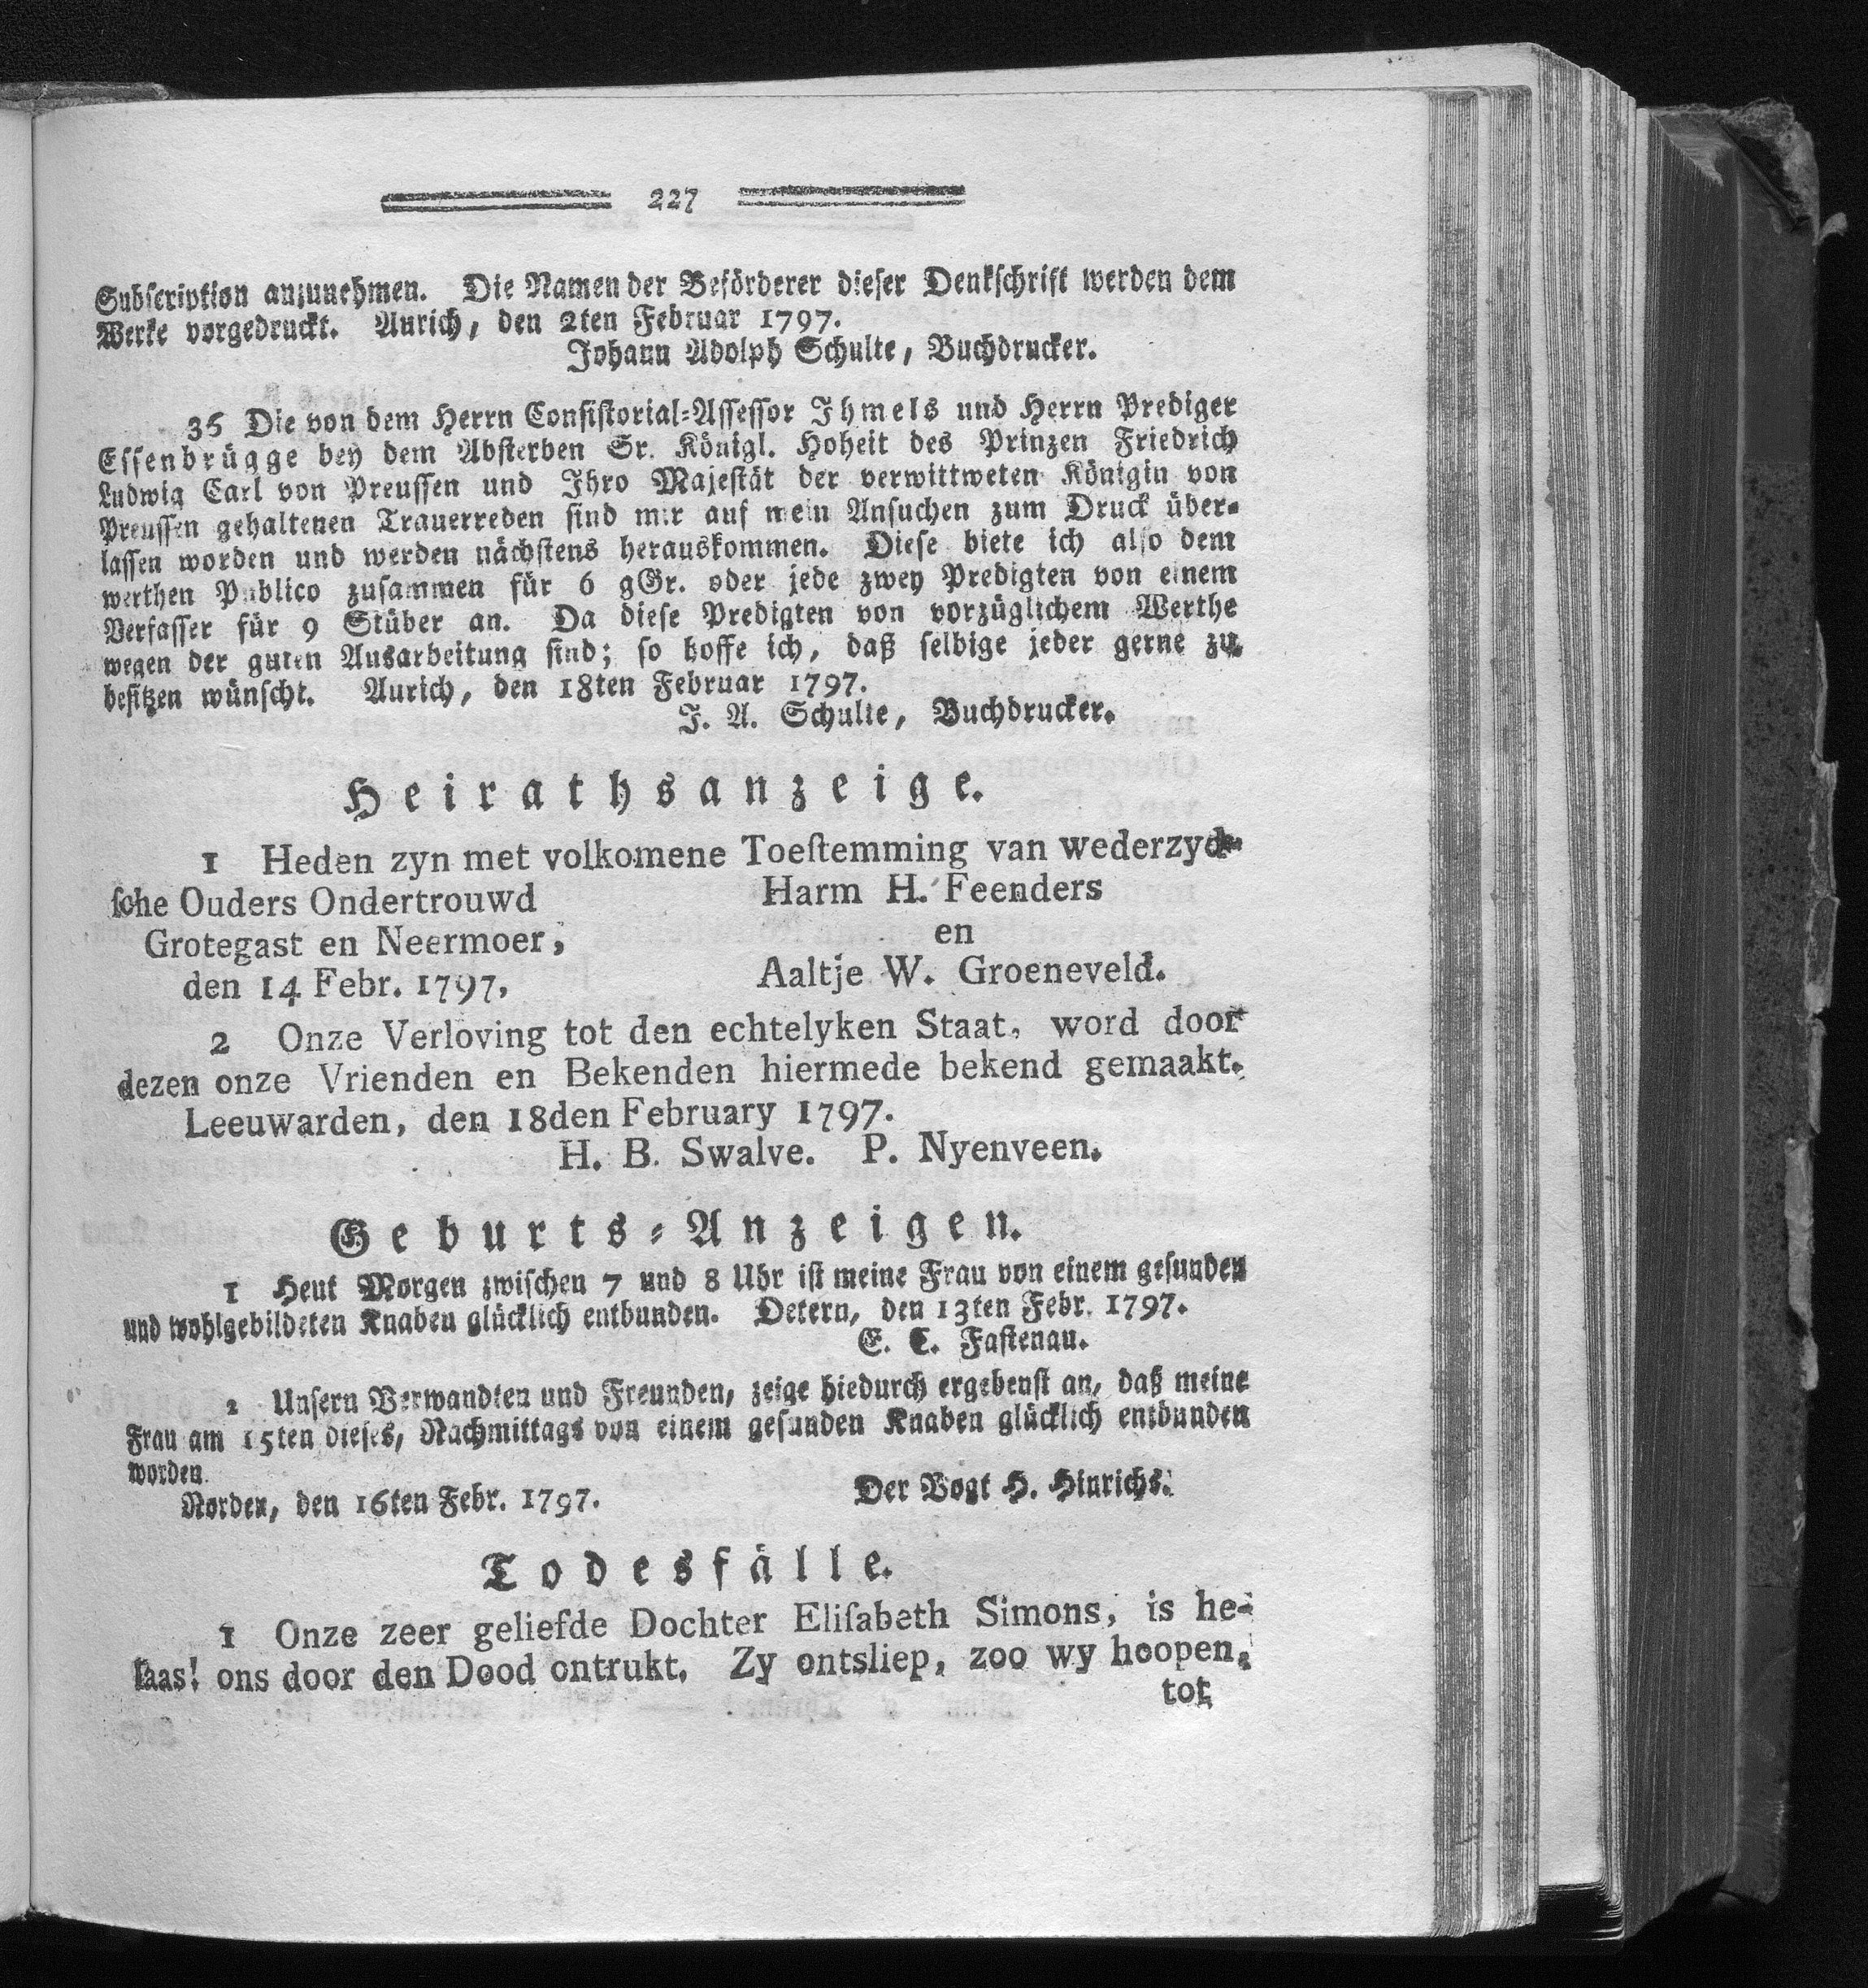 227
Subscription anzunehmen. Die Namen der Beförderer dieser Denkschrift werden dem
Werke vorgedruckt. Aurich, den 2ten Februar 1797.
Johann Adolph Schulte, Buchdrucker.
35 Die von dem Herrn Consistorial-Assessor Ihmels und Herrn Prediger
Essenbrügge bey dem Absterben Sr. Königl. Hoheit des Prinzen Friedrich
Ludwig Carl von Preussen und Ihro Majestät der verwittweten Königin von
Preussen gehaltenen Trauerreden sind mir auf mein Ansuchen zum Druck über-
lassen worden und werden nächstens herauskommen. Diese biete ich also dem
werthen Publico zusammen für 6 gGr. oder jede zwey Predigten von einem
Verfasser für 9 Stüber an. Da diese Predigten von vorzüglichem Werthe
wegen der guten Ausarbeitung sind; so hoffe ich, daß selbige jeder gerne zu
besitzen wünscht. Aurich, den 18ten Februar 1797.
J. A. Schulte, Buchdrucker.
Heirathsanzeige.
1 Heden zyn met volkomene Toeſtemming van wederzyd-
ſche Ouders Ondertrouwd Harm H. Feenders
Grotegast en Neermoer, en
den 14 Febr. 1797, Aaltje W. Groeneveld.
2 Onze Verloving tot den echtelyken Staat, word door
dezen onze Vrienden en Bekenden hiermede bekend gemaakt.
Leeuwarden, den 18den February 1797.
H. B. Swalve. P. Nyenveen.
Geburts-Anzeigen.
1 Heut Morgen zwischen 7 und 8 Uhr ist meine Frau von einem gesunden
und wohlgebildeten Knaben glücklich entbunden. Detern, den 13ten Febr. 1797.
E. C. Fastenau.
2 Unsern Verwandten und Freunden, zeige hiedurch ergebenst an, daß meine
Frau am 15ten dieses, Nachmittags von einem gesunden Knaben glücklich entbunden
worden.
Norden, den 16ten Febr. 1797. Der Vogt H. Hinrichs.
Todesfälle.
1 Onze zeer geliefde Dochter Eliſabeth Simons, is he-
laas! ons door den Dood ontrukt. Zy ontsliep, zoo wy hoopen,
tot